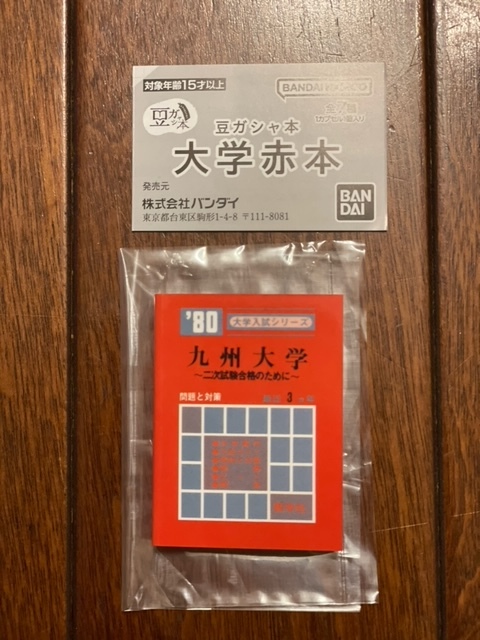 対象年齢15才以上
豆ガシャ本
豆ガシャ本
大学赤本
発売元
株式会社バンダイ
東京都台東区駒形1-4-8 〒111-8081
BAN
DAI
'80
大学入試シリーズ
九州大学
～二次試験合格のために～
問題と対策
3